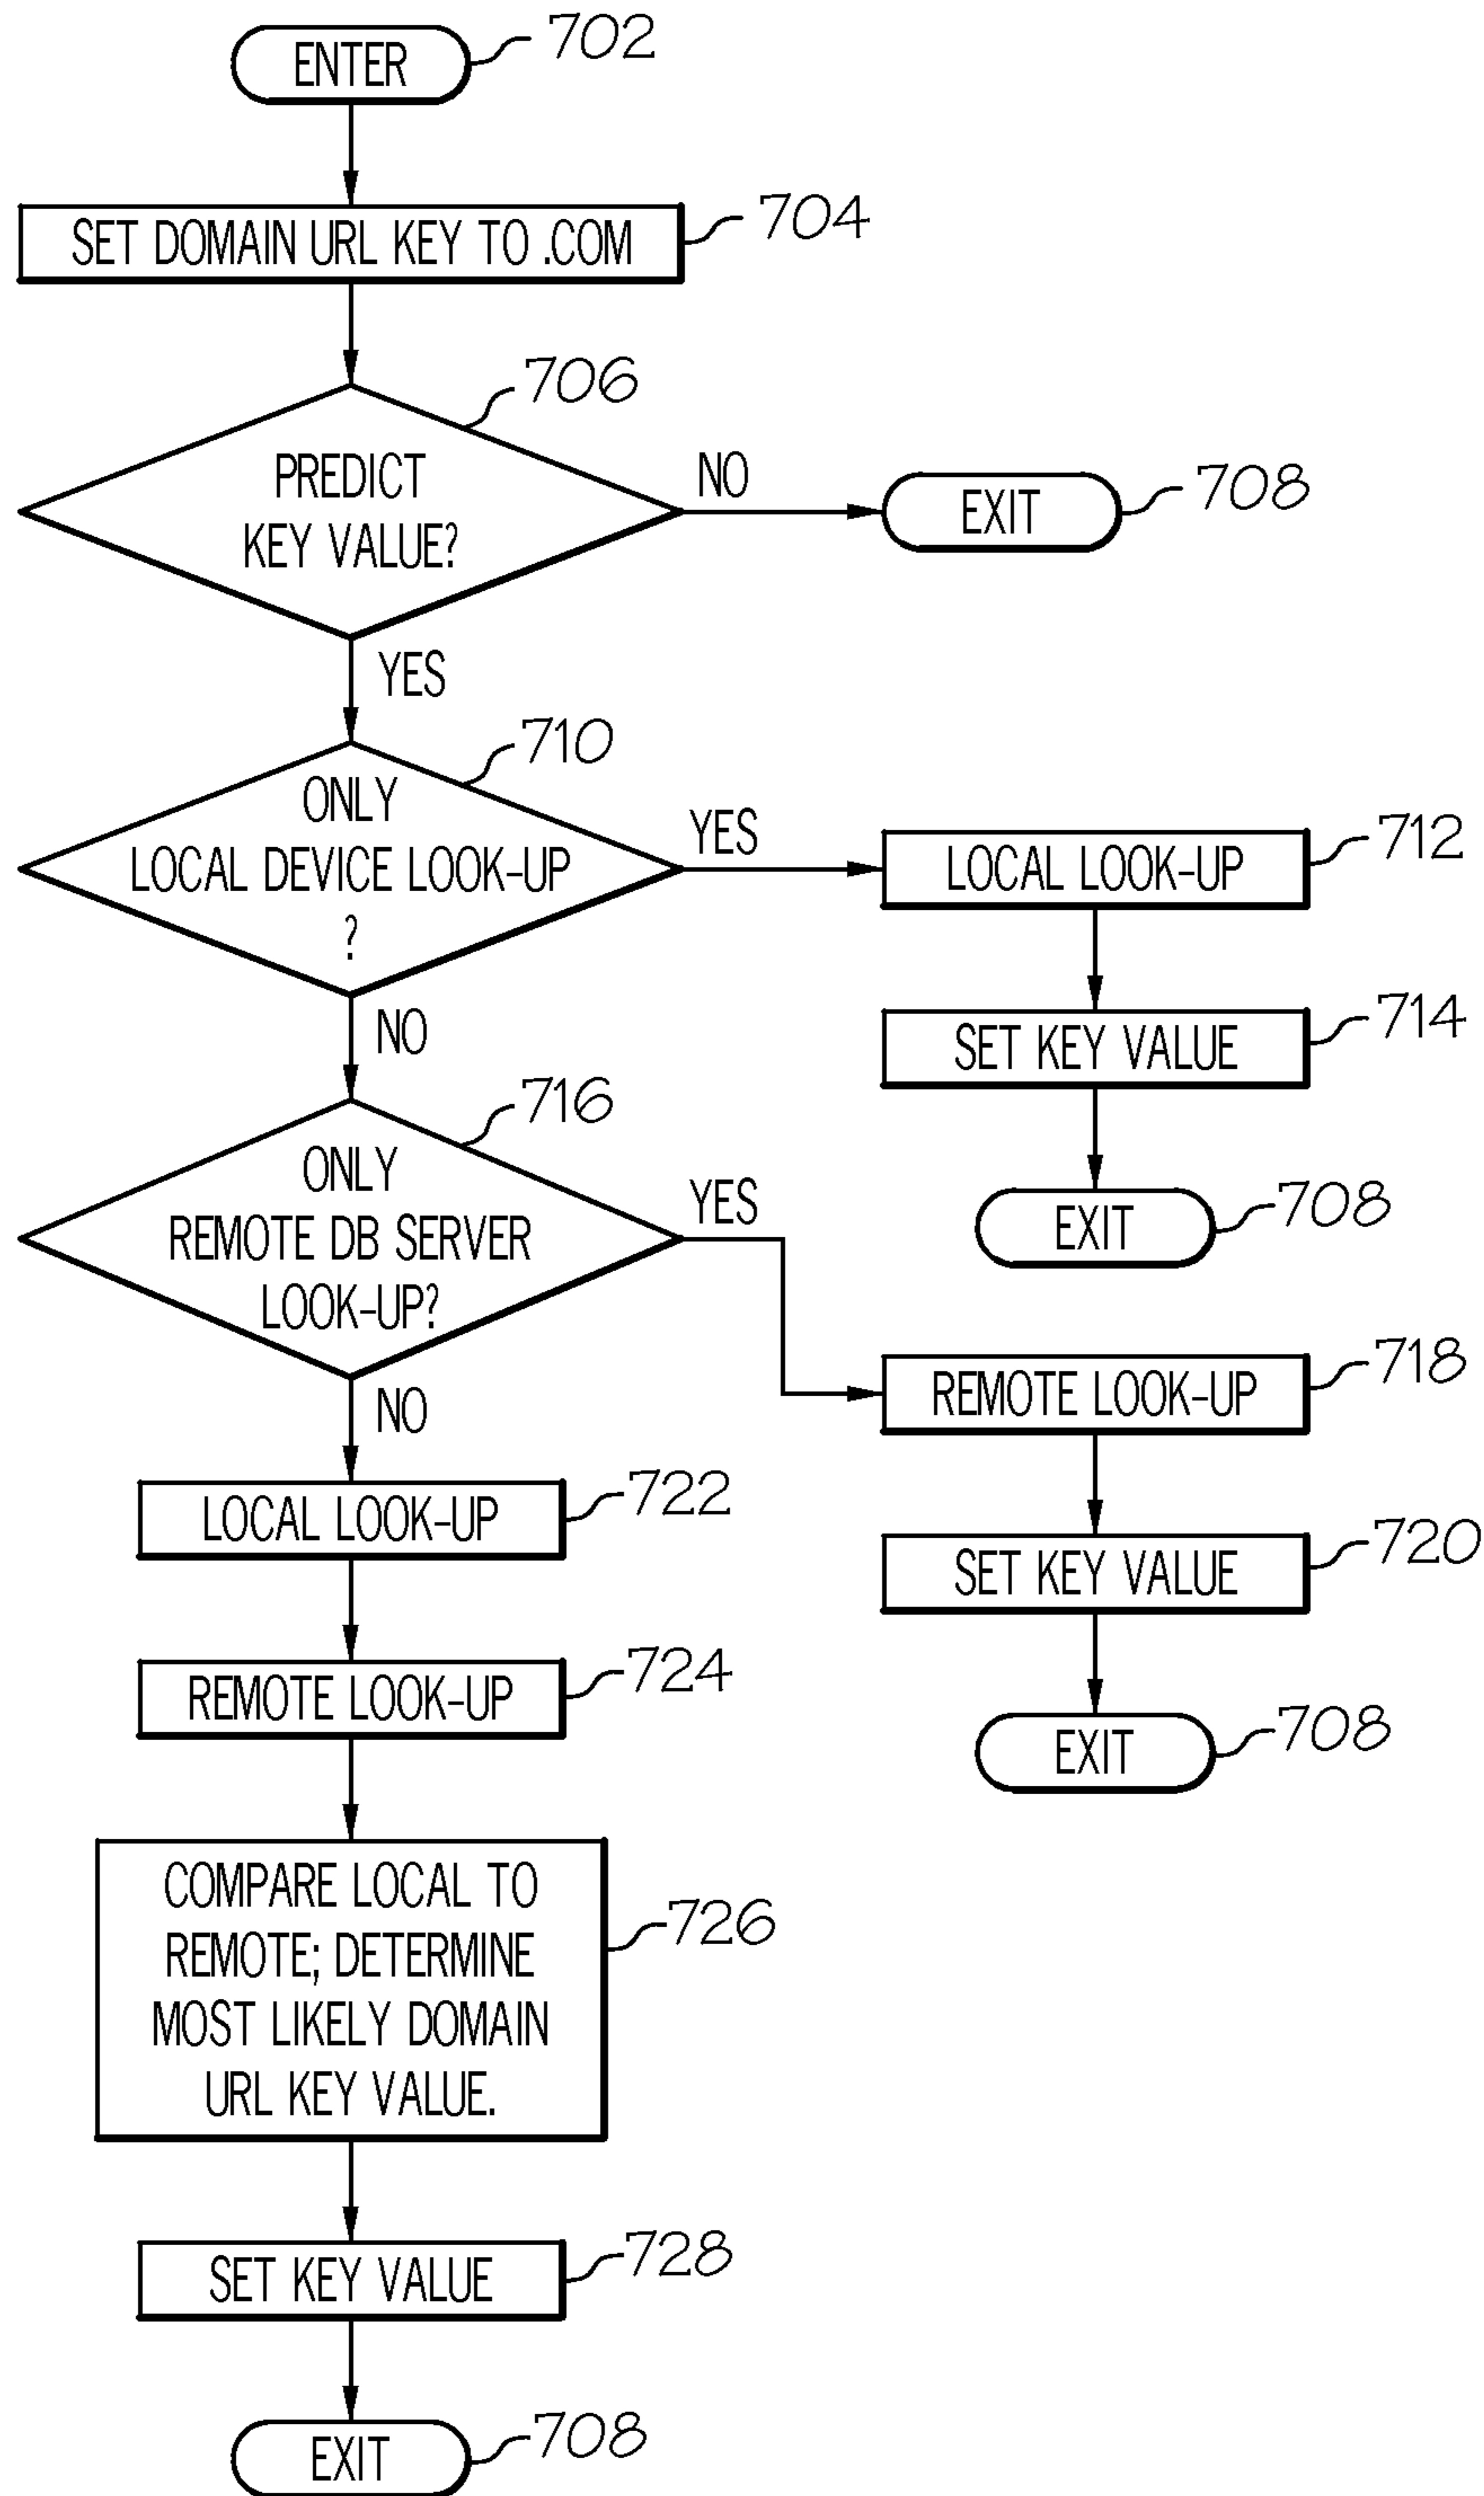 ENTER
702
SET DOMAIN URL KEY TO .COM
704
706
PREDICT
KEY VALUE?
NO
EXIT
708
YES
710
ONLY
LOCAL DEVICE LOOK-UP
?
YES
LOCAL LOOK-UP
712
SET KEY VALUE
714
EXIT
708
NO
716
ONLY
REMOTE DB SERVER
LOOK-UP?
YES
REMOTE LOOK-UP
718
SET KEY VALUE
720
EXIT
708
NO
LOCAL LOOK-UP
722
REMOTE LOOK-UP
724
COMPARE LOCAL TO
REMOTE; DETERMINE
MOST LIKELY DOMAIN
URL KEY VALUE.
726
SET KEY VALUE
728
EXIT
708